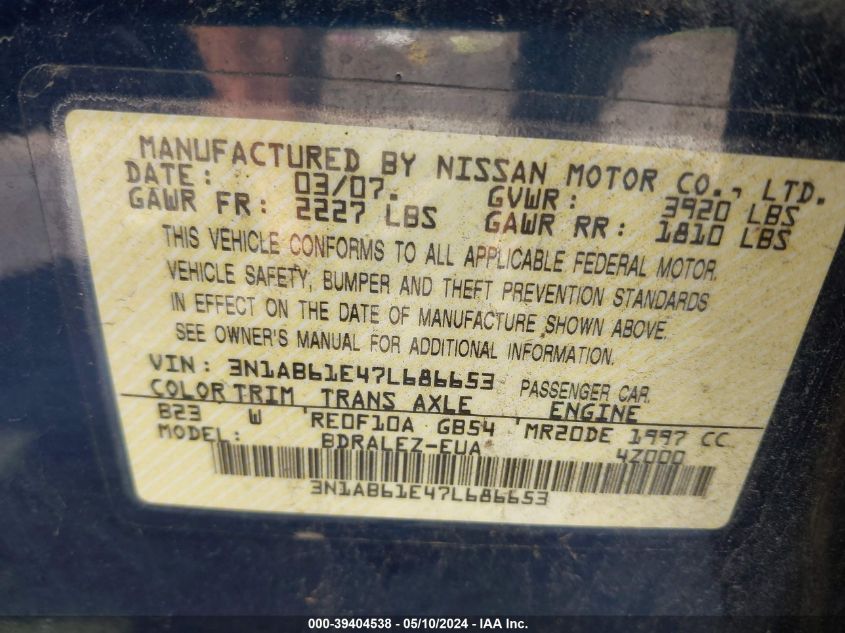 MANUFACTURED BY NISSAN MOTOR CO., LTD.
DATE: 03/07. GVWR: 3920 LBS
GAWR FR: 2227 LBS GAWR RR: 1810 LBS
THIS VEHICLE CONFORMS TO ALL APPLICABLE FEDERAL MOTOR
VEHICLE SAFETY, BUMPER AND THEFT PREVENTION STANDARDS
IN EFFECT ON THE DATE OF MANUFACTURE SHOWN ABOVE.
SEE OWNER'S MANUAL FOR ADDITIONAL INFORMATION.
VIN: 3N1AB61E47L686653 PASSENGER CAR
COLOR TRIM TRANS AXLE ENGINE
B23 W RE0F10A GB54 MR20DE 1997 CC
MODEL: BDRALEZ-EUA 4Z000
3N1AB61E47L686653
000-39404538 - 05/10/2024 - IAA Inc.